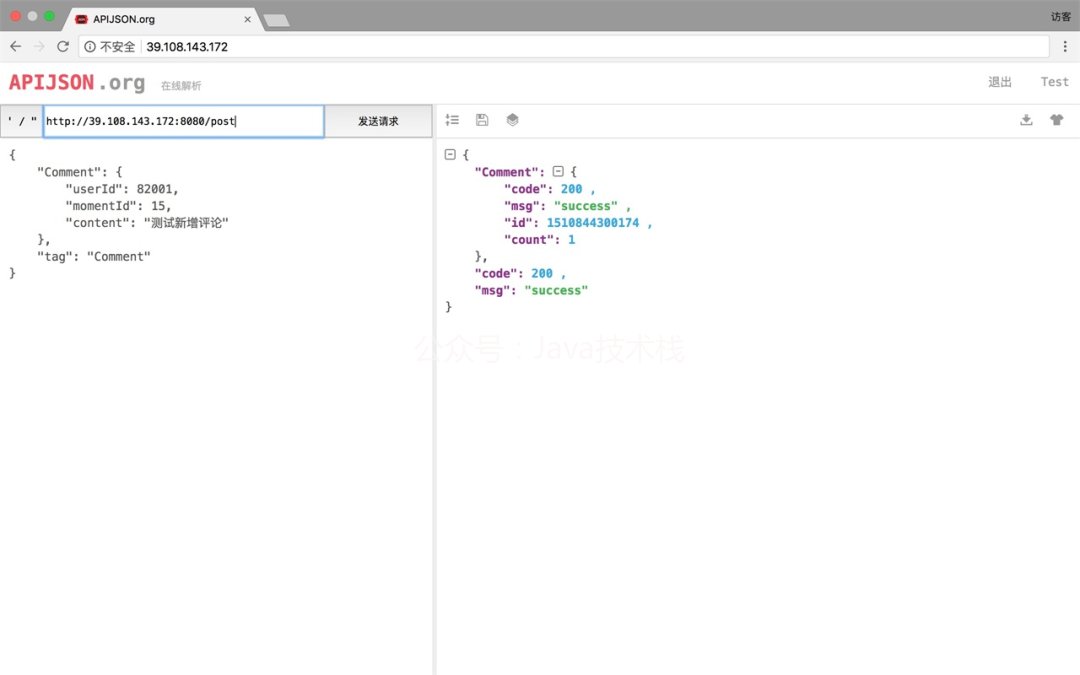 APIJSON.org
访客
不安全 39.108.143.172
APIJSON.org 在线解析
退出 Test
' / " http://39.108.143.172:8080/post 发送请求
{
"Comment": {
"userId": 82001,
"momentId": 15,
"content": "测试新增评论"
},
"tag": "Comment"
}
{
"Comment": {
"code": 200 ,
"msg": "success" ,
"id": 1510844300174 ,
"count": 1
},
"code": 200 ,
"msg": "success"
}
公众号：Java技术栈